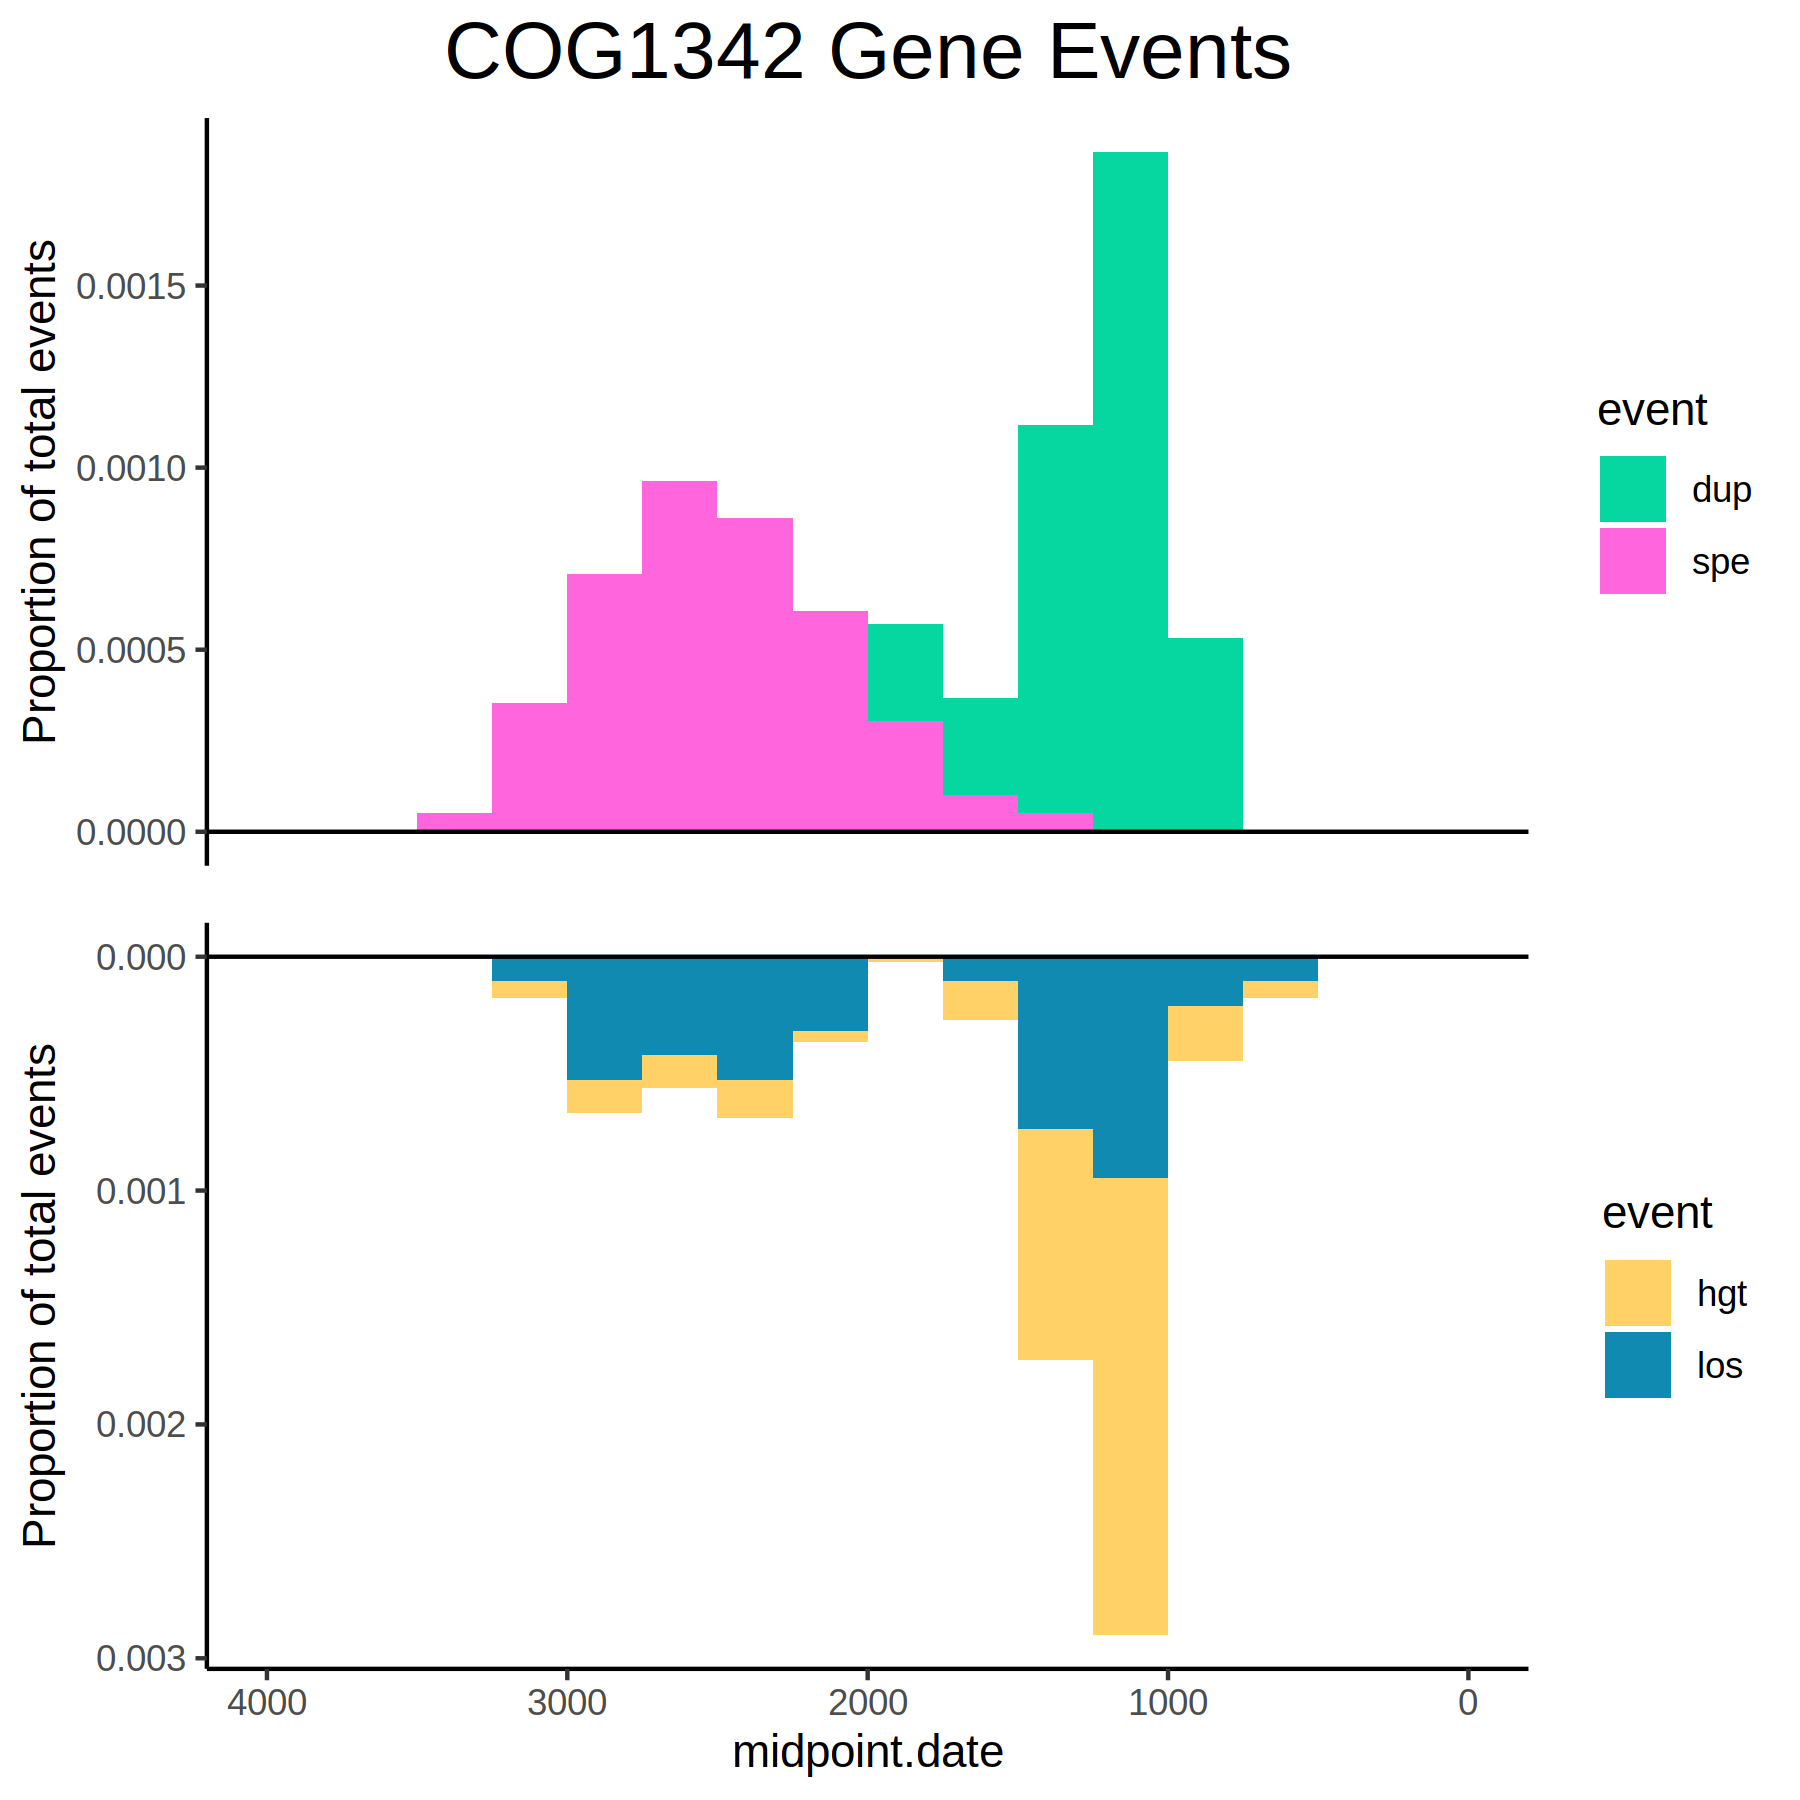 COG1342 Gene Events
Proportion of total events
0.0015
0.0010
0.0005
0.0000
event
dup
spe
Proportion of total events
0.000
0.001
0.002
0.003
event
hgt
los
4000 3000 2000 1000 0
midpoint.date